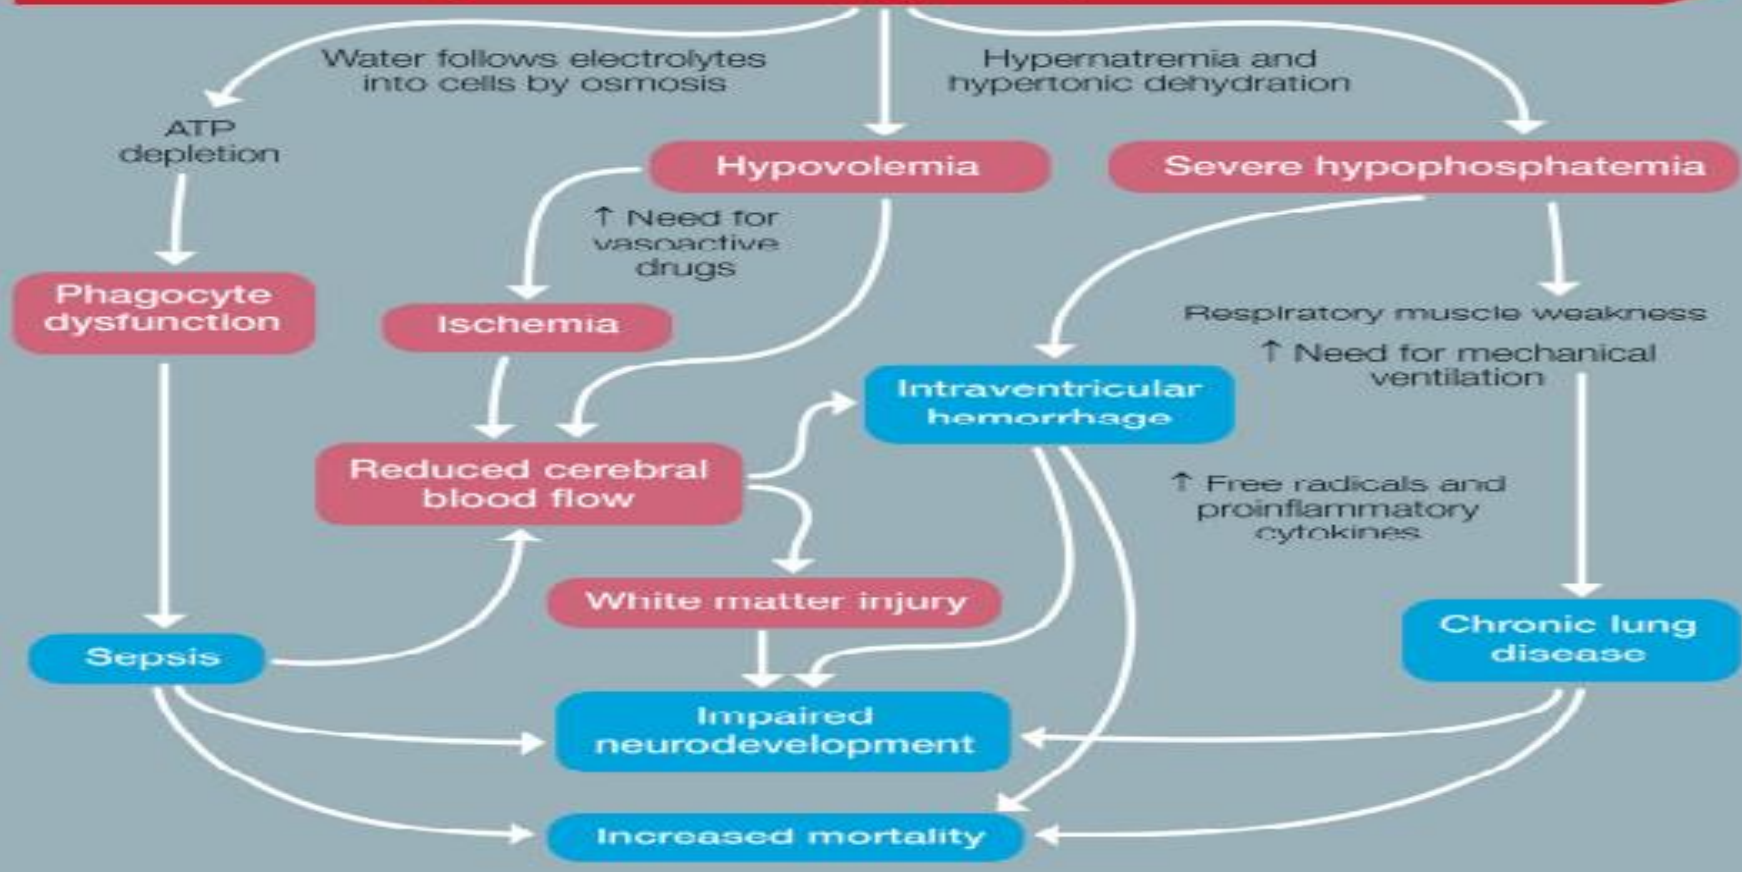 Water follows electrolytes
into cells by osmosis
Hypernatremia and
hypertonic dehydration
ATP
depletion
Hypovolemia
Severe hypophosphatemia
↑ Need for
vasoactive
drugs
Phagocyte
dysfunction
Ischemia
Respiratory muscle weakness
↑ Need for mechanical
ventilation
Intraventricular
hemorrhage
Reduced cerebral
blood flow
↑ Free radicals and
proinflammatory
cytokines
White matter injury
Chronic lung
disease
Sepsis
Impaired
neurodevelopment
Increased mortality